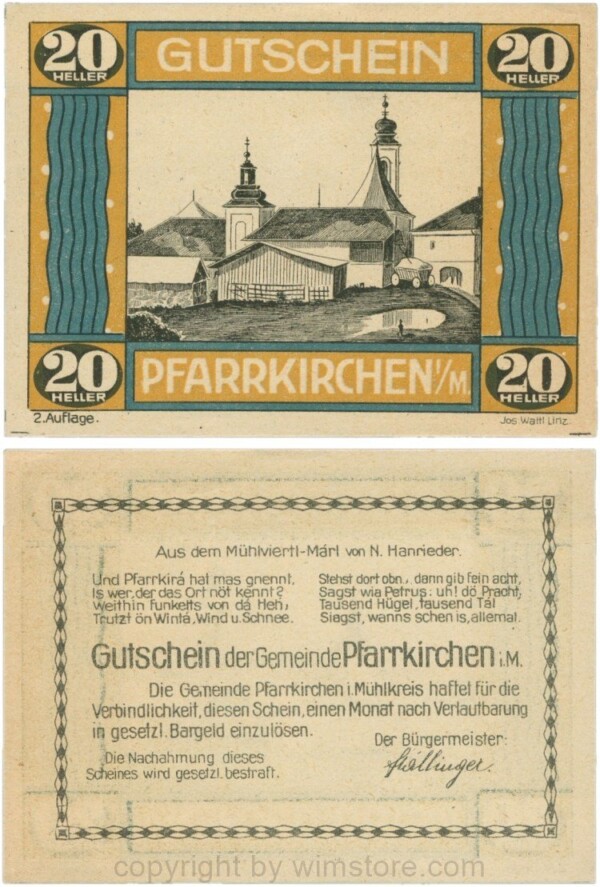 20 HELLER GUTSCHEIN 20 HELLER
20 HELLER PFARRKIRCHEN i/M. 20 HELLER
2. Auflage. Jos. Waltl Linz.
Aus dem Mühlviertl-Märl von N. Hanrieder.
Und Pfarrkirá hat mas gnennt,
Is wer, der das Ort nöt kennt?
Weithin funkelts von dá Heh,
Trutzt ön Wintá, Wind u. Schnee.
Stehst dort obn, dann gib fein acht,
Sagst wia Petrus: uh! dö Pracht,
Tausend Hügel, tausend Tal
Siagst, wanns schen is, allemal.
Gutschein der Gemeinde Pfarrkirchen i.M.
Die Gemeinde Pfarrkirchen i. Mühlkreis haftet für die
Verbindlichkeit, diesen Schein, einen Monat nach Verlautbarung
in gesetzl. Bargeld einzulösen.
Die Nachahmung dieses
Scheines wird gesetzl. bestraft.
Der Bürgermeister:
copyright by wimstore.com